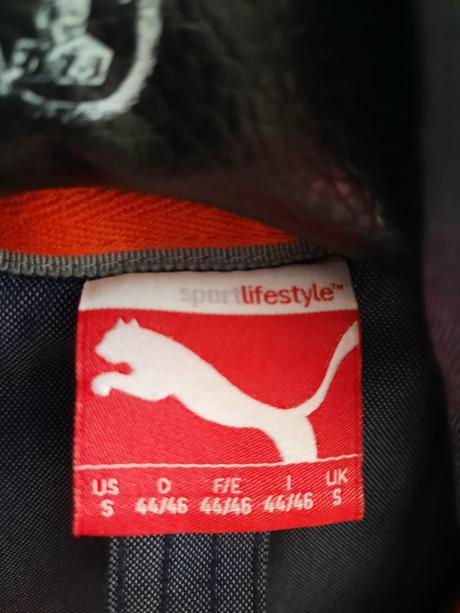 sportlifestyle™
US D F/E I UK
S 44/46 44/46 44/46 S